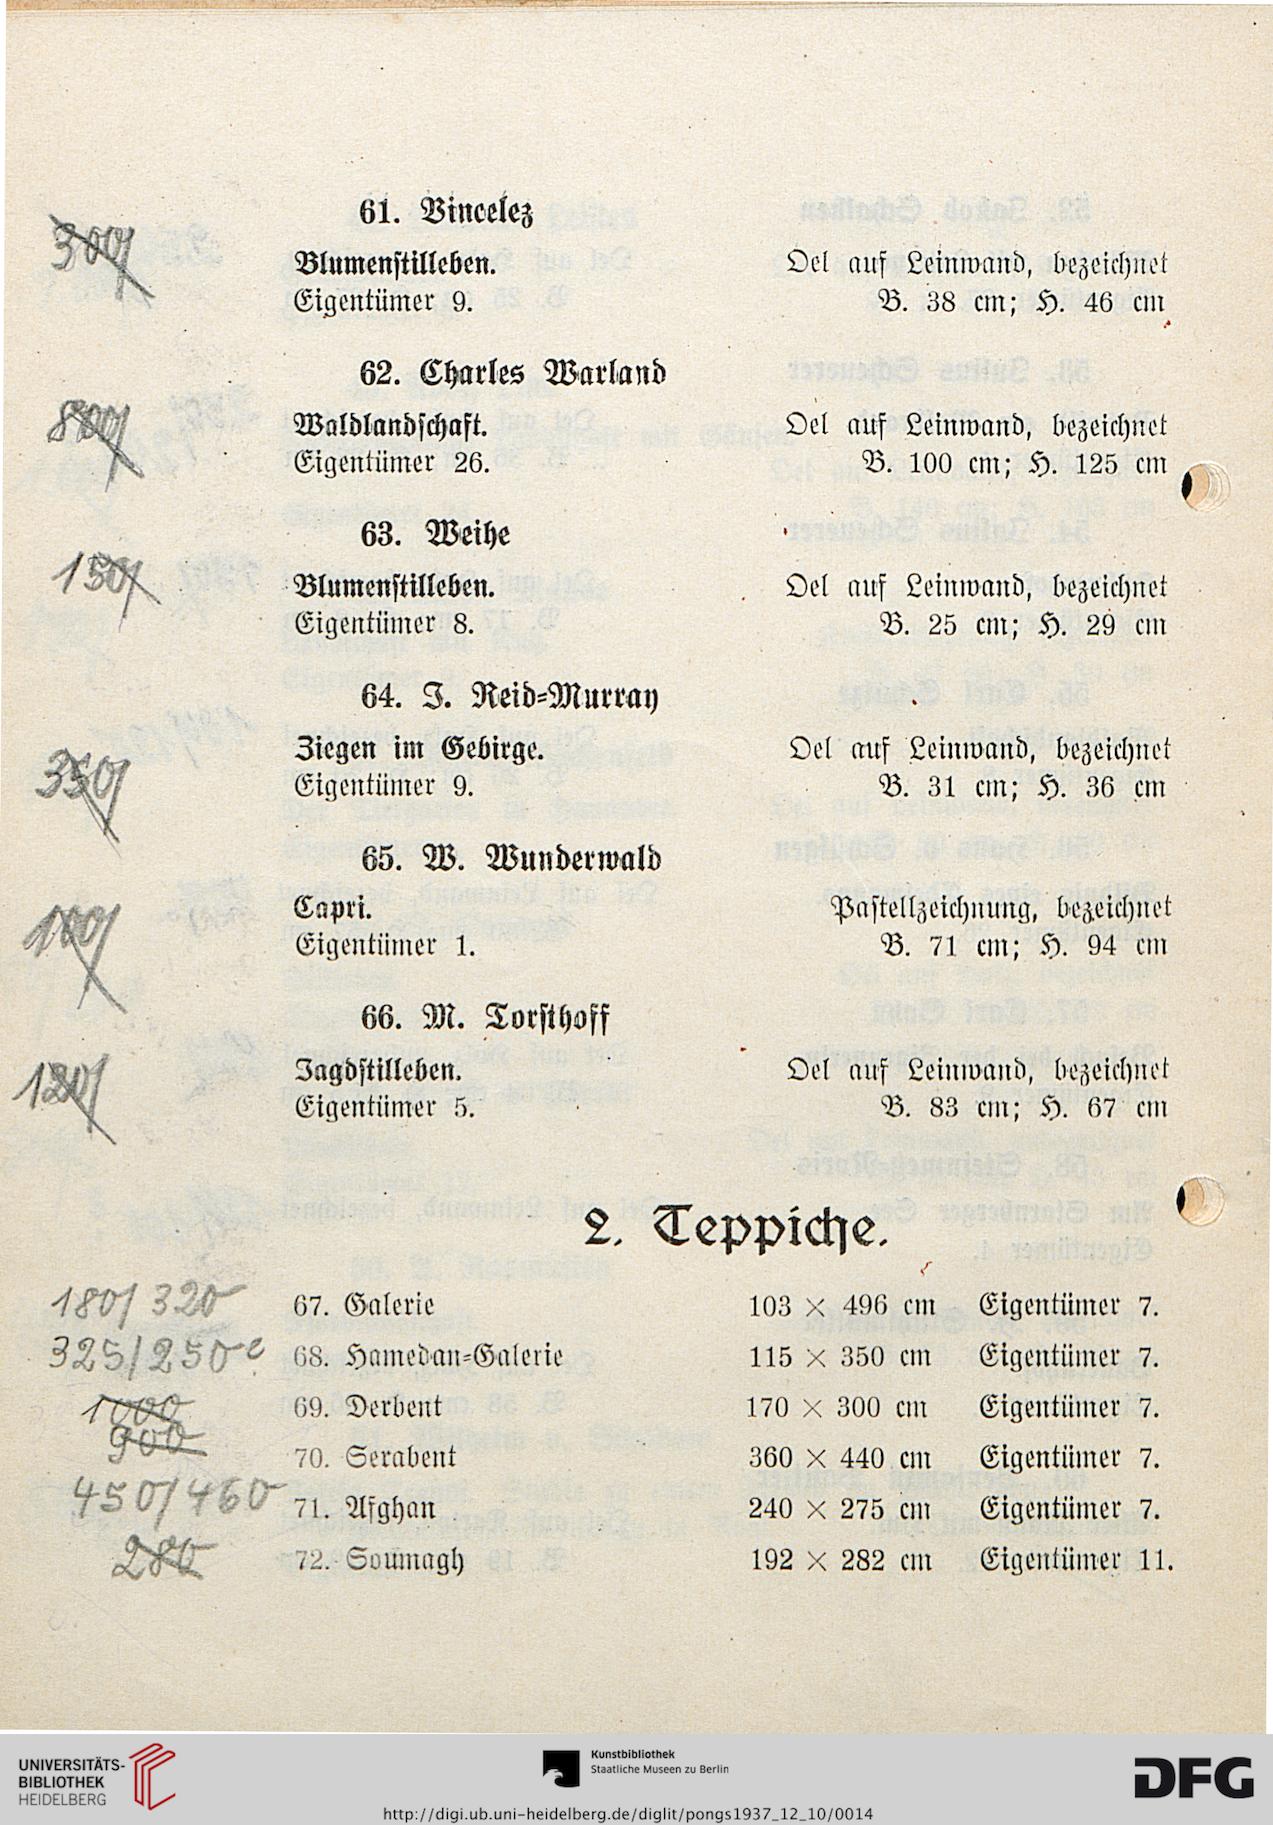 61. Vincelez
300/
Blumenstilleben. Oel auf Leinwand, bezeichnet
Eigentümer 9. B. 38 cm; H. 46 cm
62. Charles Warland
800/
Waldlandschaft. Oel auf Leinwand, bezeichnet
Eigentümer 26. B. 100 cm; H. 125 cm
63. Weihe
150/
Blumenstilleben. Oel auf Leinwand, bezeichnet
Eigentümer 8. B. 25 cm; H. 29 cm
64. J. Reid-Murray
350/
Ziegen im Gebirge. Oel auf Leinwand, bezeichnet
Eigentümer 9. B. 31 cm; H. 36 cm
65. W. Wunderwald
100/
Capri. Pastellzeichnung, bezeichnet
Eigentümer 1. B. 71 cm; H. 94 cm
66. M. Torsthoff
120/
Jagdstilleben. Oel auf Leinwand, bezeichnet
Eigentümer 5. B. 83 cm; H. 67 cm
2. Teppiche.
180/ 320 67. Galerie 103 × 496 cm Eigentümer 7.
325/250 68. Hamedan-Galerie 115 × 350 cm Eigentümer 7.
1000 69. Derbent 170 × 300 cm Eigentümer 7.
900 70. Serabent 360 × 440 cm Eigentümer 7.
450/460 71. Afghan 240 × 275 cm Eigentümer 7.
280 72. Soumagh 192 × 282 cm Eigentümer 11.
UNIVERSITÄTS-
BIBLIOTHEK
HEIDELBERG
Kunstbibliothek
Staatliche Museen zu Berlin
DFG
http://digi.ub.uni-heidelberg.de/diglit/pongs1937_12_10/0014